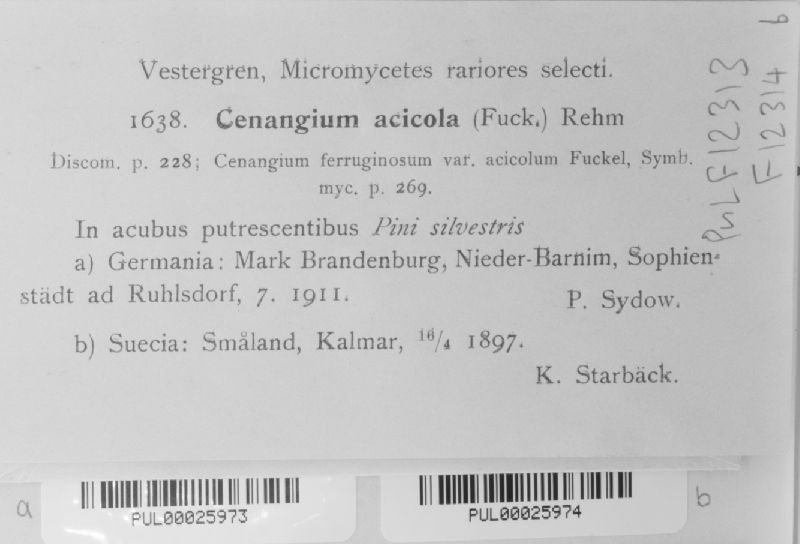 Vestergren, Micromycetes rariores selecti.
1638. Cenangium acicola (Fuck.) Rehm
Discom. p. 228; Cenangium ferruginosum var. acicolum Fuckel, Symb.
myc. p. 269.
In acubus putrescentibus Pini silvestris
a) Germania: Mark Brandenburg, Nieder-Barnim, Sophien-
städt ad Ruhlsdorf, 7. 1911.
P. Sydow.
b) Suecia: Småland, Kalmar, 16/4 1897.
K. Starbäck.
PUL F12313
F12314 b
a
PUL00025973
PUL00025974
b